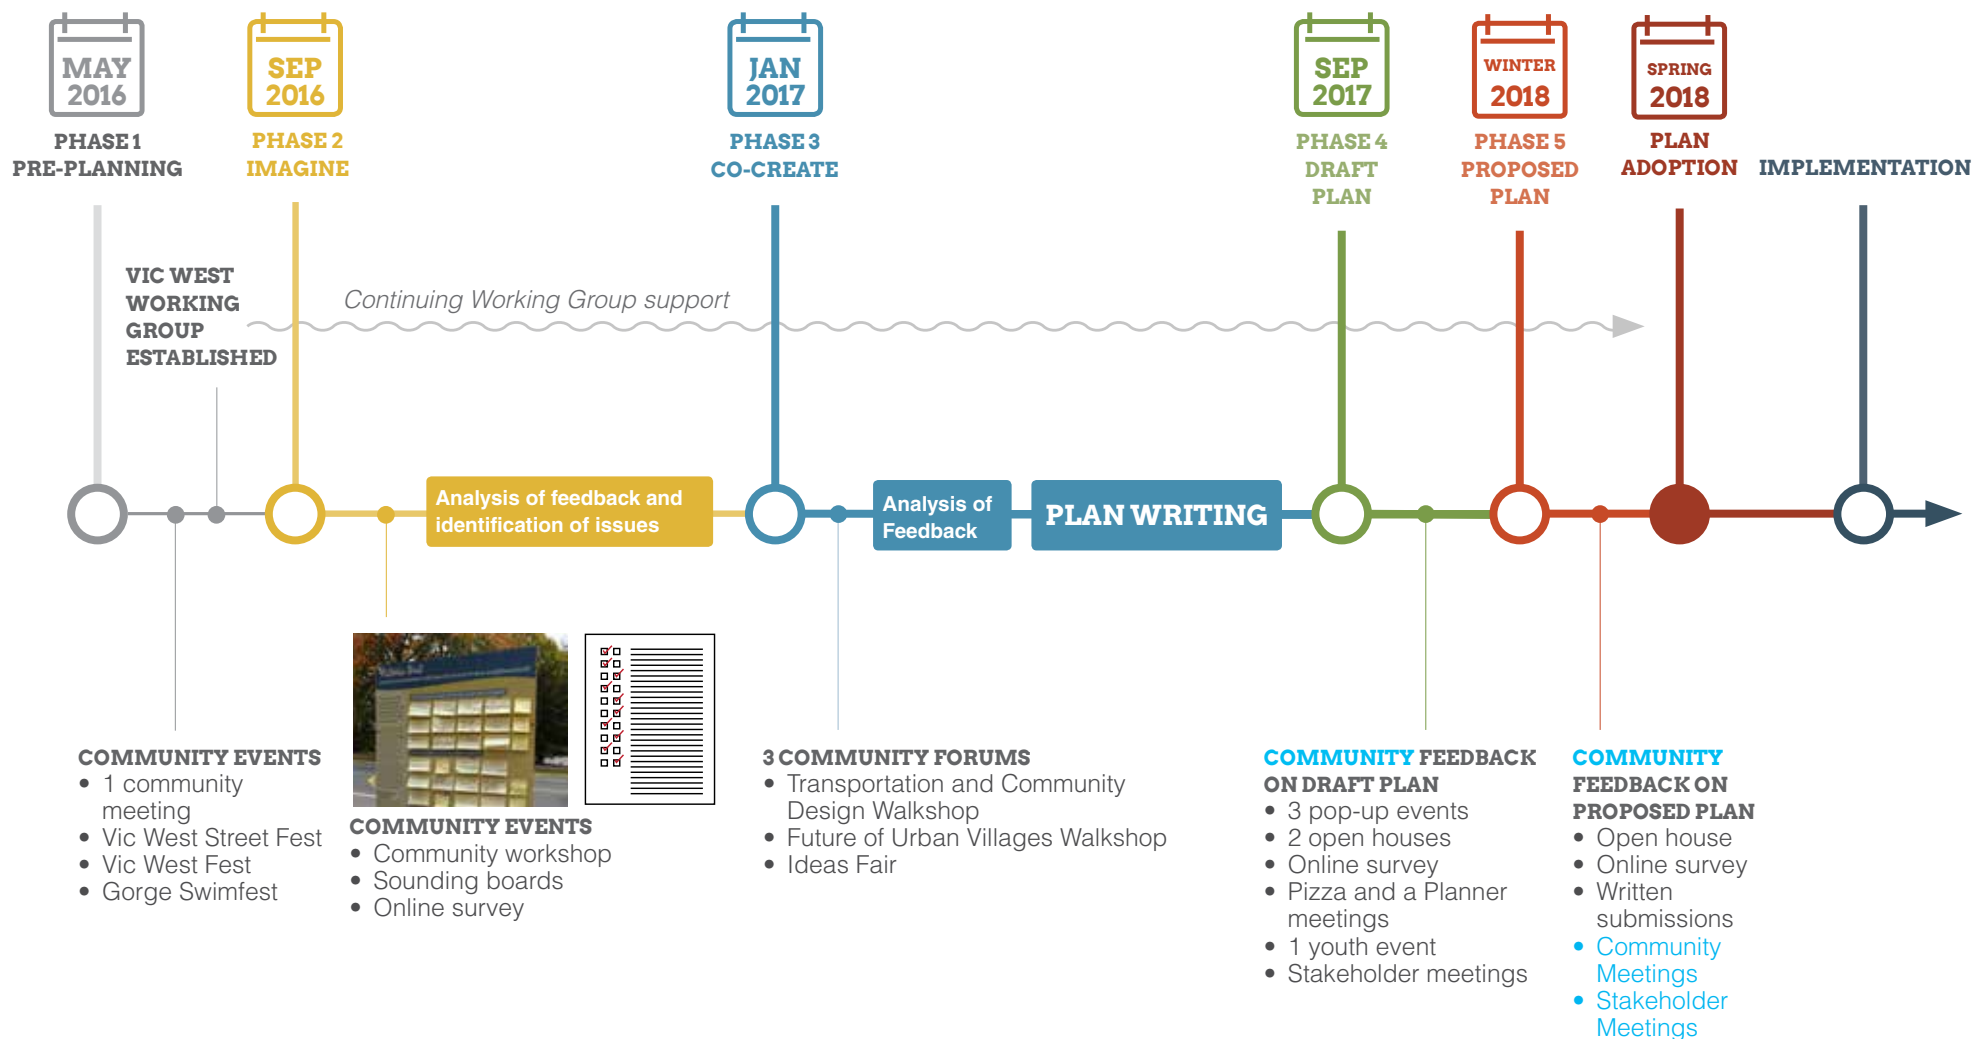 MAY
2016
PHASE 1
PRE-PLANNING
SEP
2016
PHASE 2
IMAGINE
JAN
2017
PHASE 3
CO-CREATE
SEP
2017
PHASE 4
DRAFT
PLAN
WINTER
2018
PHASE 5
PROPOSED
PLAN
SPRING
2018
PLAN
ADOPTION
IMPLEMENTATION
VIC WEST
WORKING
GROUP
ESTABLISHED
Continuing Working Group support
Analysis of feedback and
identification of issues
Analysis of
Feedback
PLAN WRITING
COMMUNITY EVENTS
• 1 community
meeting
• Vic West Street Fest
• Vic West Fest
• Gorge Swimfest
COMMUNITY EVENTS
• Community workshop
• Sounding boards
• Online survey
3 COMMUNITY FORUMS
• Transportation and Community
Design Walkshop
• Future of Urban Villages Walkshop
• Ideas Fair
COMMUNITY FEEDBACK
ON DRAFT PLAN
• 3 pop-up events
• 2 open houses
• Online survey
• Pizza and a Planner
meetings
• 1 youth event
• Stakeholder meetings
COMMUNITY
FEEDBACK ON
PROPOSED PLAN
• Open house
• Online survey
• Written
submissions
• Community
Meetings
• Stakeholder
Meetings